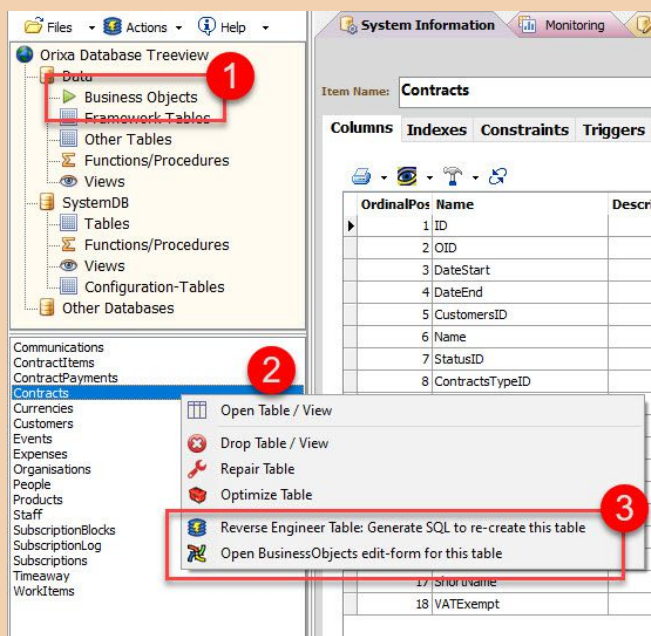 Files Actions Help
Orixa Database Treeview
Data
1
Business Objects
Framework Tables
Other Tables
Functions/Procedures
Views
SystemDB
Tables
Functions/Procedures
Views
Configuration-Tables
Other Databases
Communications
ContractItems
ContractPayments
Contracts
Currencies
Customers
Events
Expenses
Organisations
People
Products
Staff
SubscriptionBlocks
SubscriptionLog
Subscriptions
Timeaway
WorkItems
2
Open Table / View
Drop Table / View
Repair Table
Optimize Table
3
Reverse Engineer Table: Generate SQL to re-create this table
Open BusinessObjects edit-form for this table
System Information Monitoring
Item Name: Contracts
Columns Indexes Constraints Triggers
OrdinalPos Name Descri
1 ID
2 OID
3 DateStart
4 DateEnd
5 CustomersID
6 Name
7 StatusID
8 ContractsTypeID
17 ShortName
18 VATExempt